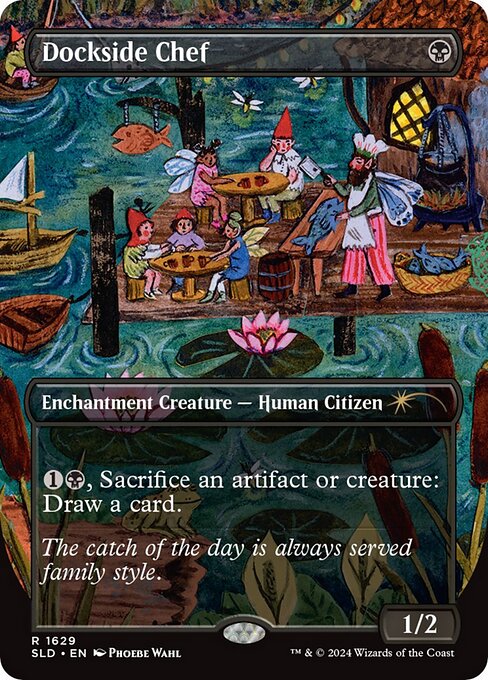 Dockside Chef
Enchantment Creature — Human Citizen
1, Sacrifice an artifact or creature:
Draw a card.
The catch of the day is always served
family style.
1/2
R 1629
SLD • EN Phoebe Wahl
™ & © 2024 Wizards of the Coast